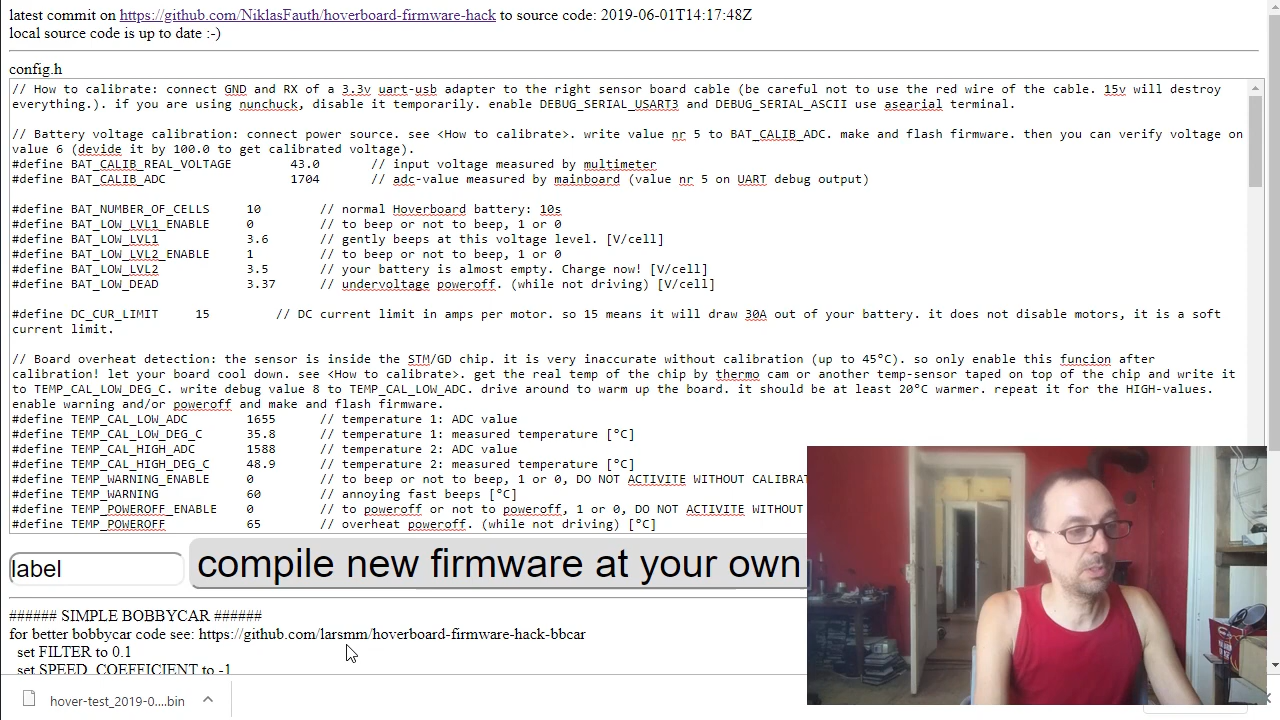 latest commit on https://github.com/NiklasFauth/hoverboard-firmware-hack to source code: 2019-06-01T14:17:48Z
local source code is up to date :-)
config.h
// How to calibrate: connect GND and RX of a 3.3v uart-usb adapter to the right sensor board cable (be careful not to use the red wire of the cable. 15v will destroy
everything.). if you are using nunchuck, disable it temporarily. enable DEBUG_SERIAL_USART3 and DEBUG_SERIAL_ASCII use asearial terminal.
// Battery voltage calibration: connect power source. see <How to calibrate>. write value nr 5 to BAT_CALIB_ADC. make and flash firmware. then you can verify voltage on
value 6 (devide it by 100.0 to get calibrated voltage).
#define BAT_CALIB_REAL_VOLTAGE 43.0 // input voltage measured by multimeter
#define BAT_CALIB_ADC 1704 // adc-value measured by mainboard (value nr 5 on UART debug output)
#define BAT_NUMBER_OF_CELLS 10 // normal Hoverboard battery: 10s
#define BAT_LOW_LVL1_ENABLE 0 // to beep or not to beep, 1 or 0
#define BAT_LOW_LVL1 3.6 // gently beeps at this voltage level. [V/cell]
#define BAT_LOW_LVL2_ENABLE 1 // to beep or not to beep, 1 or 0
#define BAT_LOW_LVL2 3.5 // your battery is almost empty. Charge now! [V/cell]
#define BAT_LOW_DEAD 3.37 // undervoltage poweroff. (while not driving) [V/cell]
#define DC_CUR_LIMIT 15 // DC current limit in amps per motor. so 15 means it will draw 30A out of your battery. it does not disable motors, it is a soft
current limit.
// Board overheat detection: the sensor is inside the STM/GD chip. it is very inaccurate without calibration (up to 45°C). so only enable this funcion after
calibration! let your board cool down. see <How to calibrate>. get the real temp of the chip by thermo cam or another temp-sensor taped on top of the chip and write it
to TEMP_CAL_LOW_DEG_C. write debug value 8 to TEMP_CAL_LOW_ADC. drive around to warm up the board. it should be at least 20°C warmer. repeat it for the HIGH-values.
enable warning and/or poweroff and make and flash firmware.
#define TEMP_CAL_LOW_ADC 1655 // temperature 1: ADC value
#define TEMP_CAL_LOW_DEG_C 35.8 // temperature 1: measured temperature [°C]
#define TEMP_CAL_HIGH_ADC 1588 // temperature 2: ADC value
#define TEMP_CAL_HIGH_DEG_C 48.9 // temperature 2: measured temperature [°C]
#define TEMP_WARNING_ENABLE 0 // to beep or not to beep, 1 or 0, DO NOT ACTIVITE WITHOUT CALIBRAT
#define TEMP_WARNING 60 // annoying fast beeps [°C]
#define TEMP_POWEROFF_ENABLE 0 // to poweroff or not to poweroff, 1 or 0, DO NOT ACTIVITE WITHOUT
#define TEMP_POWEROFF 65 // overheat poweroff. (while not driving) [°C]
label compile new firmware at your own
###### SIMPLE BOBBYCAR ######
for better bobbycar code see: https://github.com/larsmm/hoverboard-firmware-hack-bbcar
set FILTER to 0.1
set SPEED_COEFFICIENT to -1
hover-test_2019-0....bin